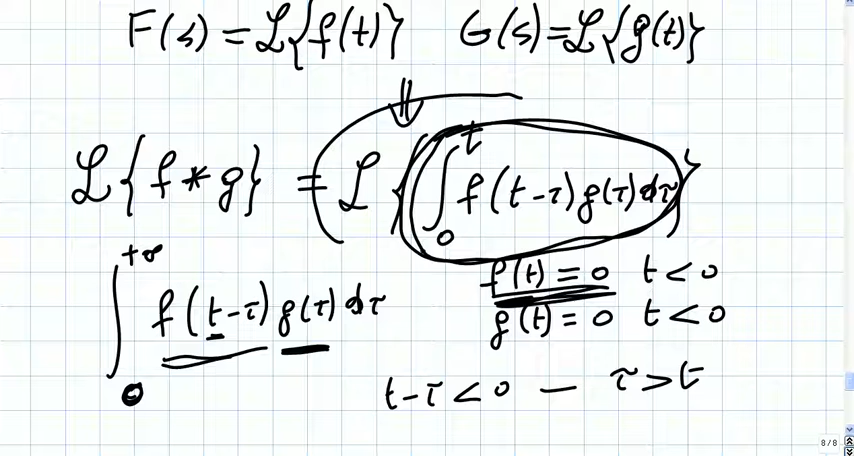 F(s) = ℒ{f(t)} G(s) = ℒ{g(t)}
⇓
ℒ{f * g} = ℒ{∫₀ᵗ f(t-τ)g(τ)dτ}
∫₀^{+∞} f(t-τ)g(τ)dτ
f(t) = 0 t < 0
g(t) = 0 t < 0
t-τ < 0 — τ > t
8/8